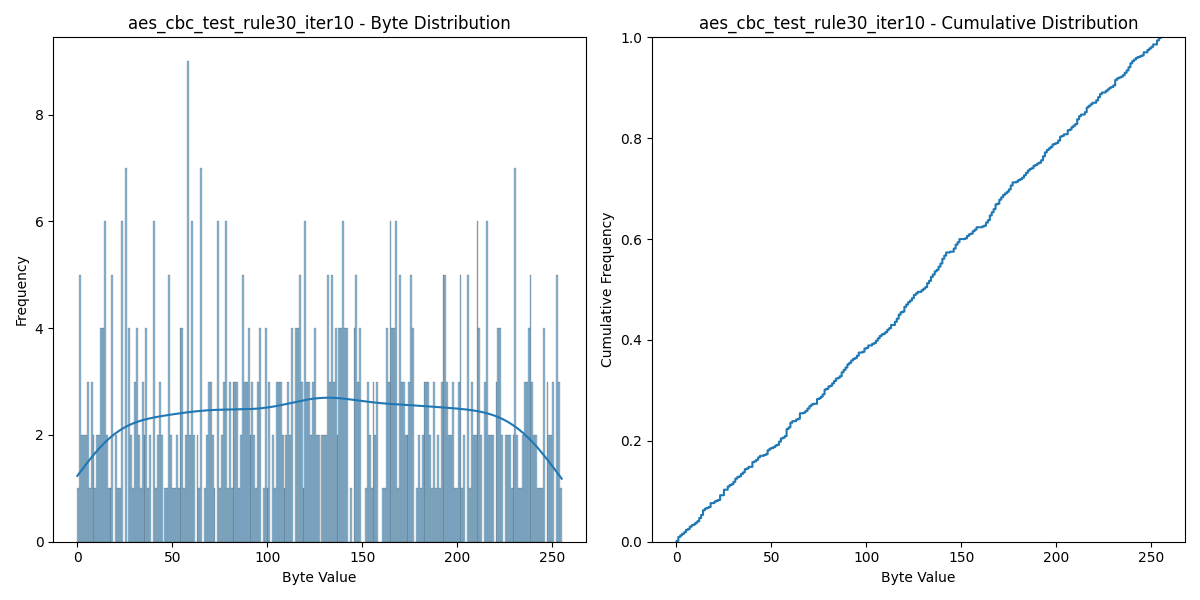 aes_cbc_test_rule30_iter10 - Byte Distribution
Frequency
8
6
4
2
0
0 50 100 150 200 250
Byte Value
aes_cbc_test_rule30_iter10 - Cumulative Distribution
Cumulative Frequency
1.0
0.8
0.6
0.4
0.2
0.0
0 50 100 150 200 250
Byte Value